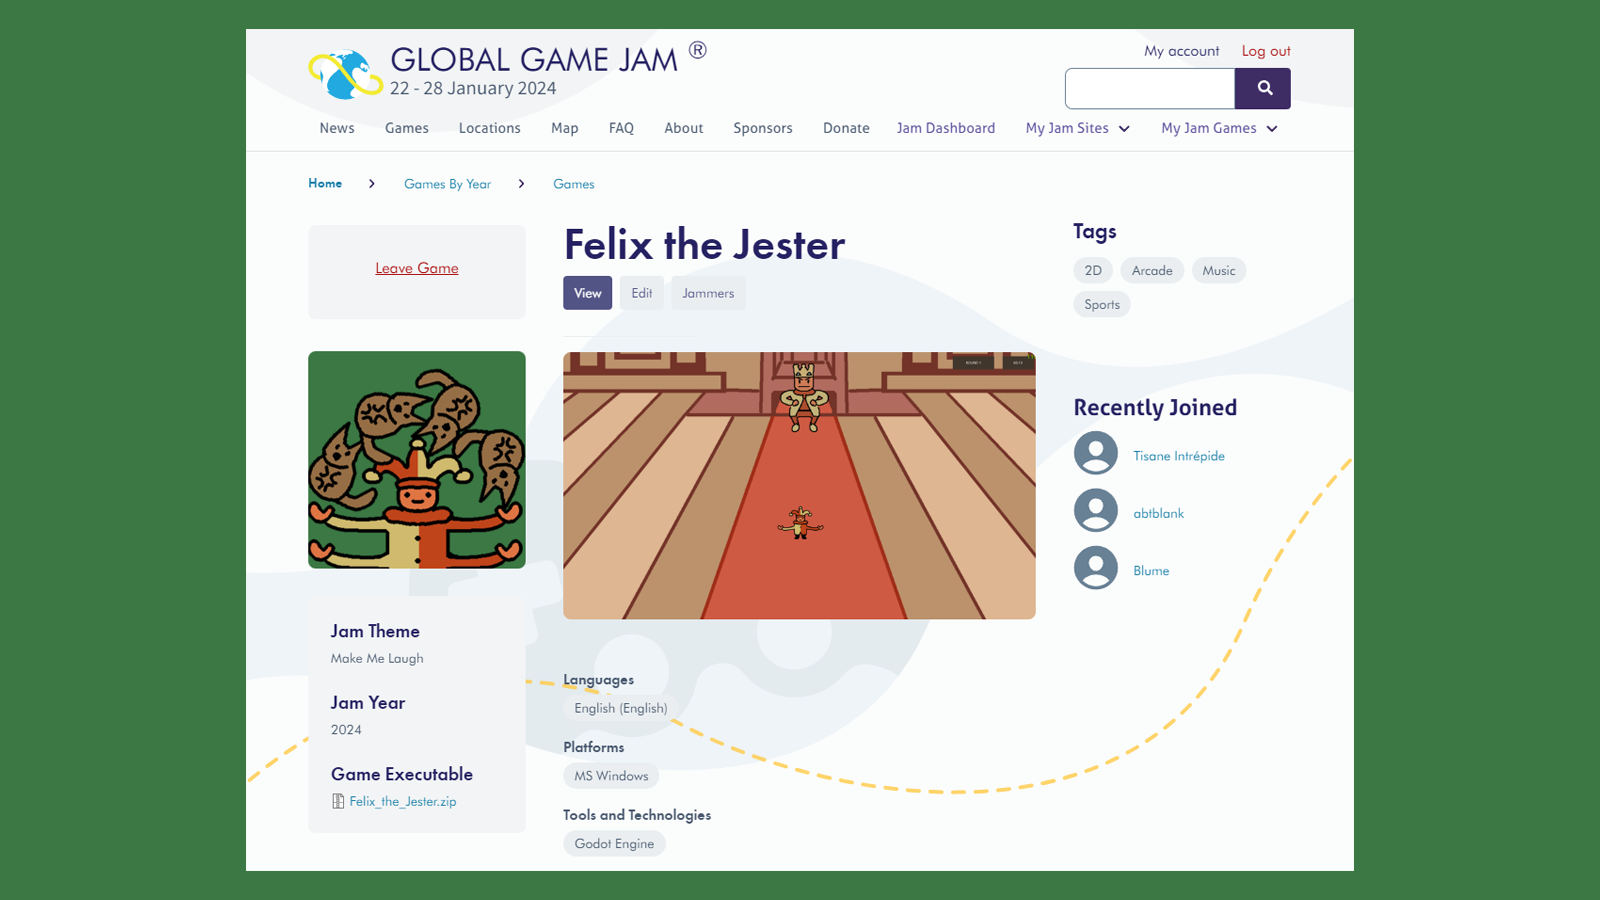 GLOBAL GAME JAM ®
22 - 28 January 2024
My account Log out
News Games Locations Map FAQ About Sponsors Donate Jam Dashboard My Jam Sites My Jam Games
Home Games By Year Games
Leave Game
Felix the Jester
View Edit Jammers
Jam Theme
Make Me Laugh
Jam Year
2024
Game Executable
Felix_the_Jester.zip
Languages
English (English)
Platforms
MS Windows
Tools and Technologies
Godot Engine
Tags
2D Arcade Music
Sports
Recently Joined
Tisane Intrépide
abtblank
Blume